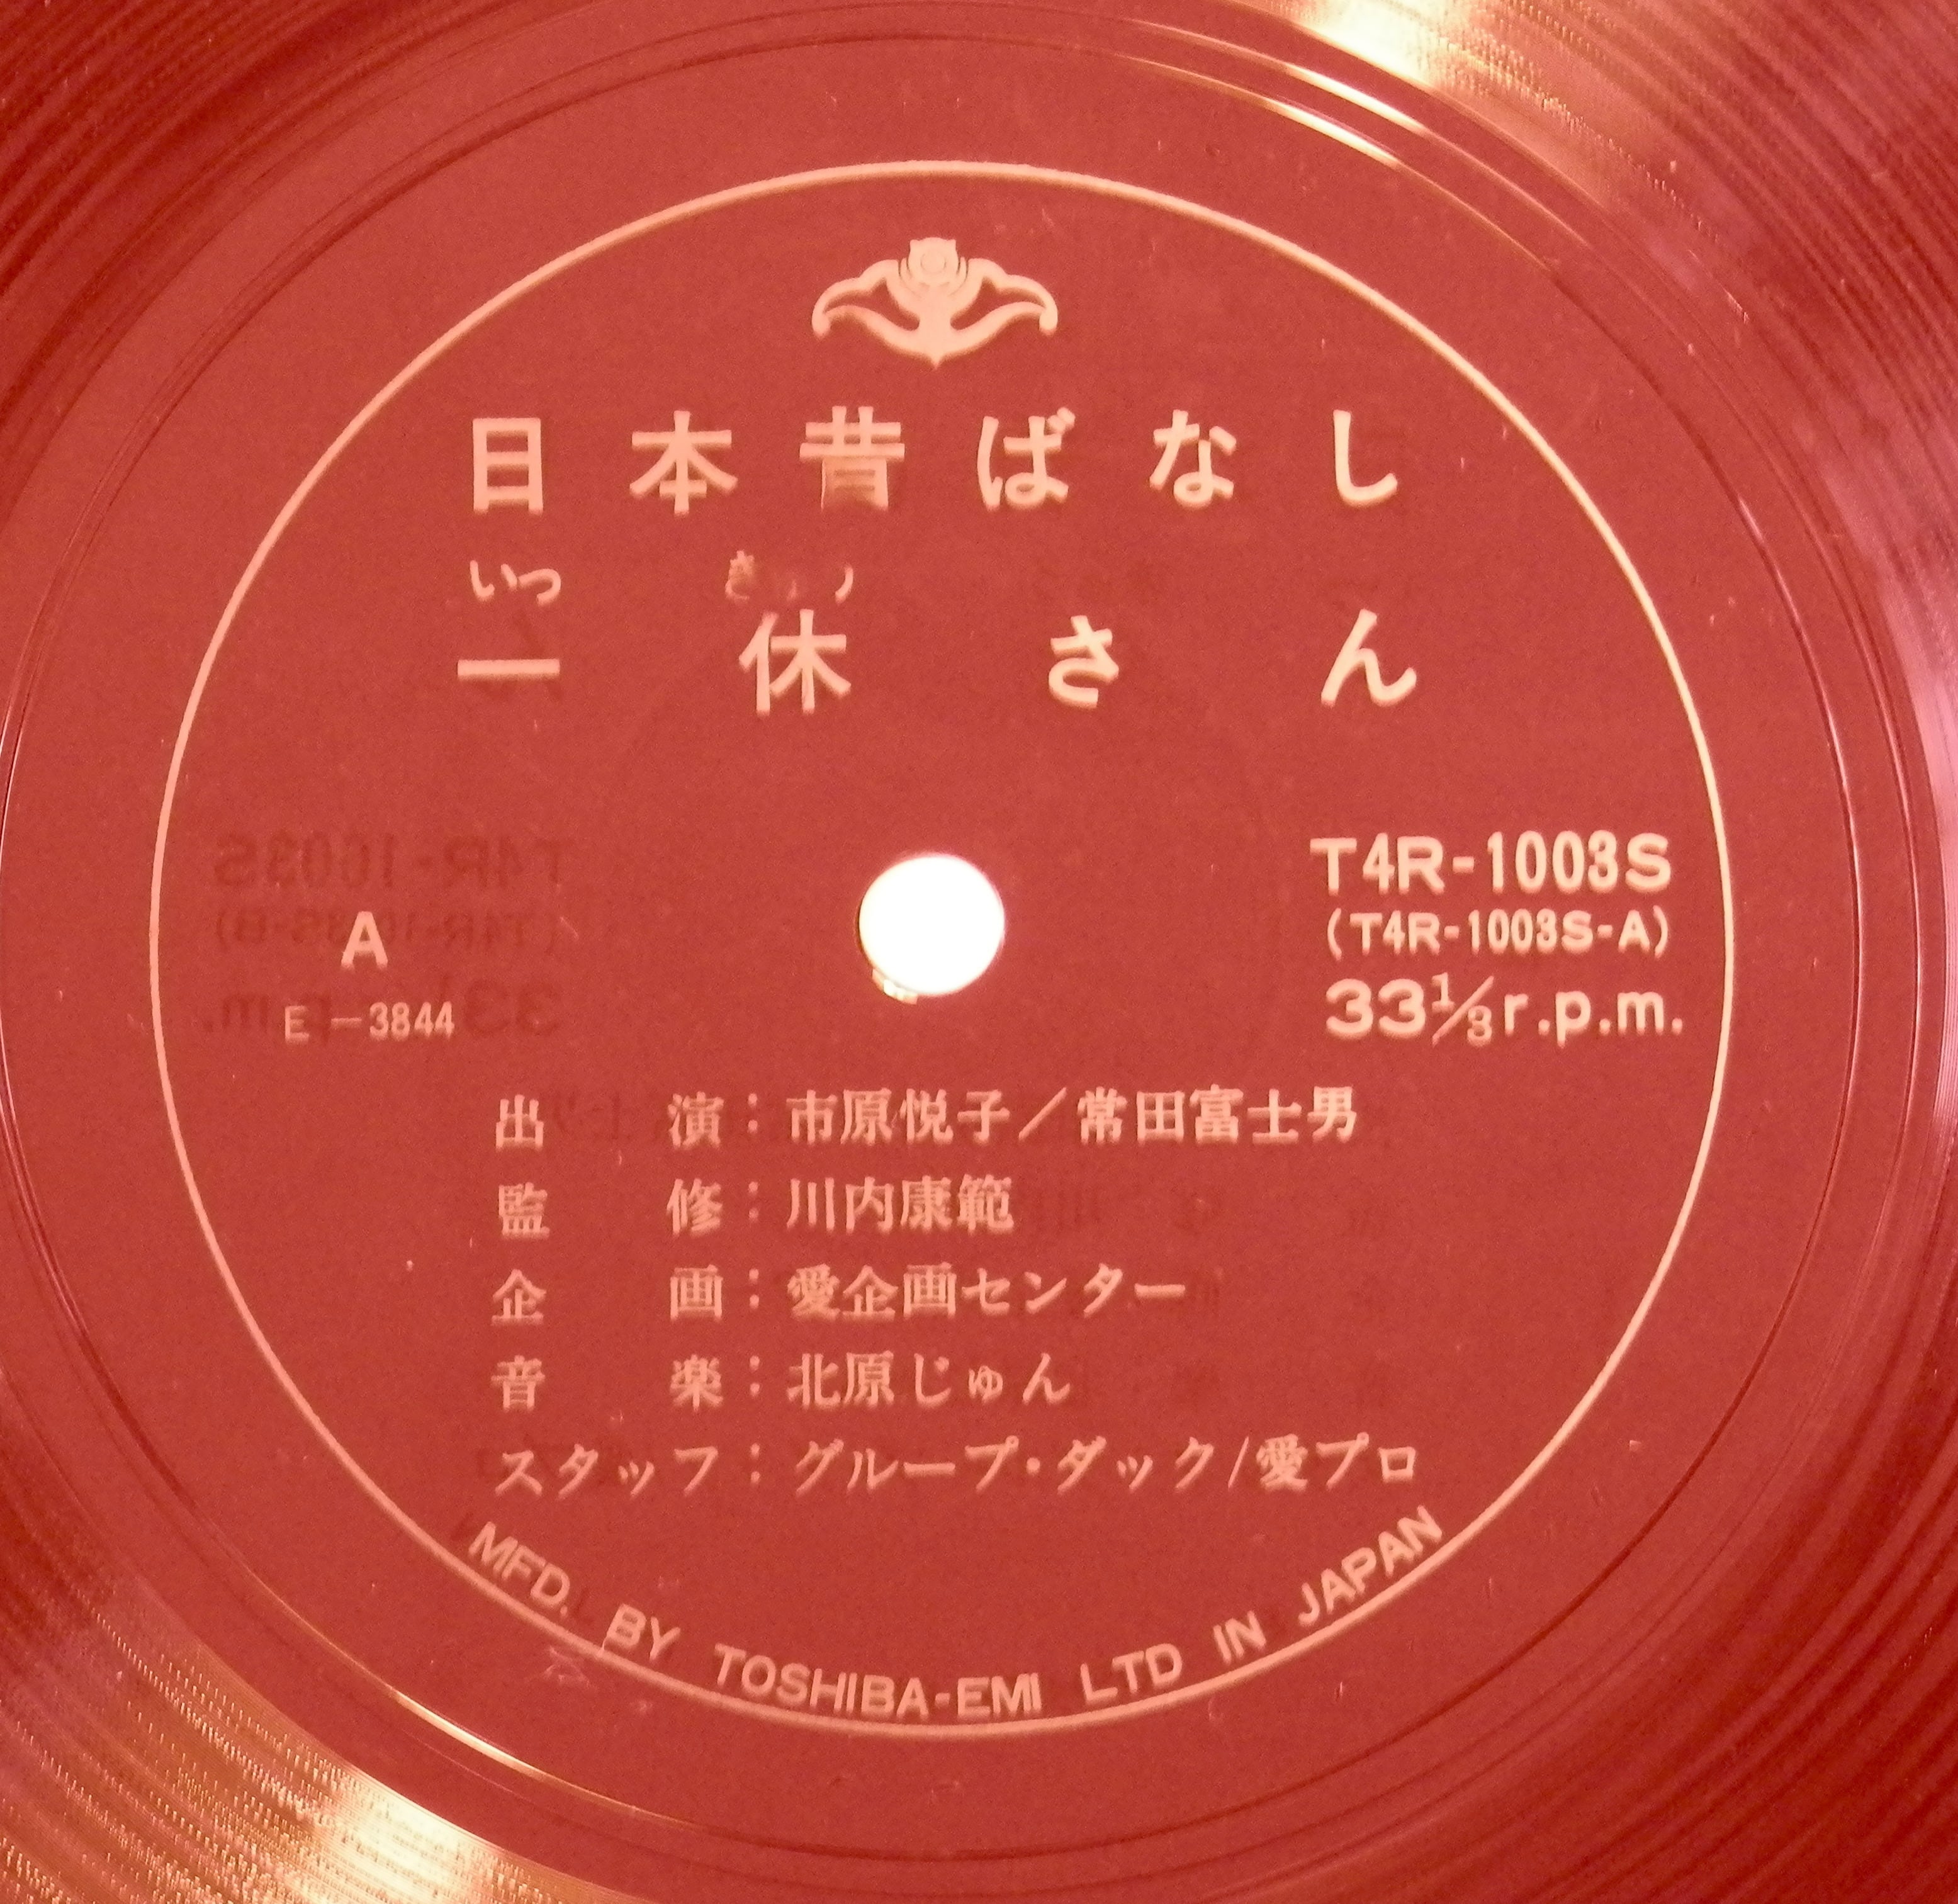 日本昔ばなし
いっ
一休さん
T4R-1003S
(T4R-1003S-A)
33⅓r.p.m.
A
E-3844
出演：市原悦子／常田富士男
監修：川内康範
企画：愛企画センター
音楽：北原じゅん
スタッフ：グループ・ダック/愛プロ
MFD. BY TOSHIBA-EMI LTD IN JAPAN